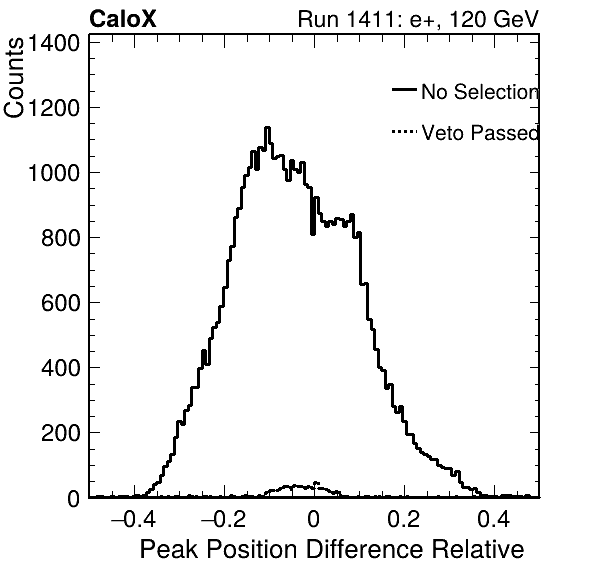 CaloX Run 1411: e+, 120 GeV
Counts
1400
1200
1000
800
600
400
200
0
No Selection
Veto Passed
−0.4 −0.2 0 0.2 0.4
Peak Position Difference Relative